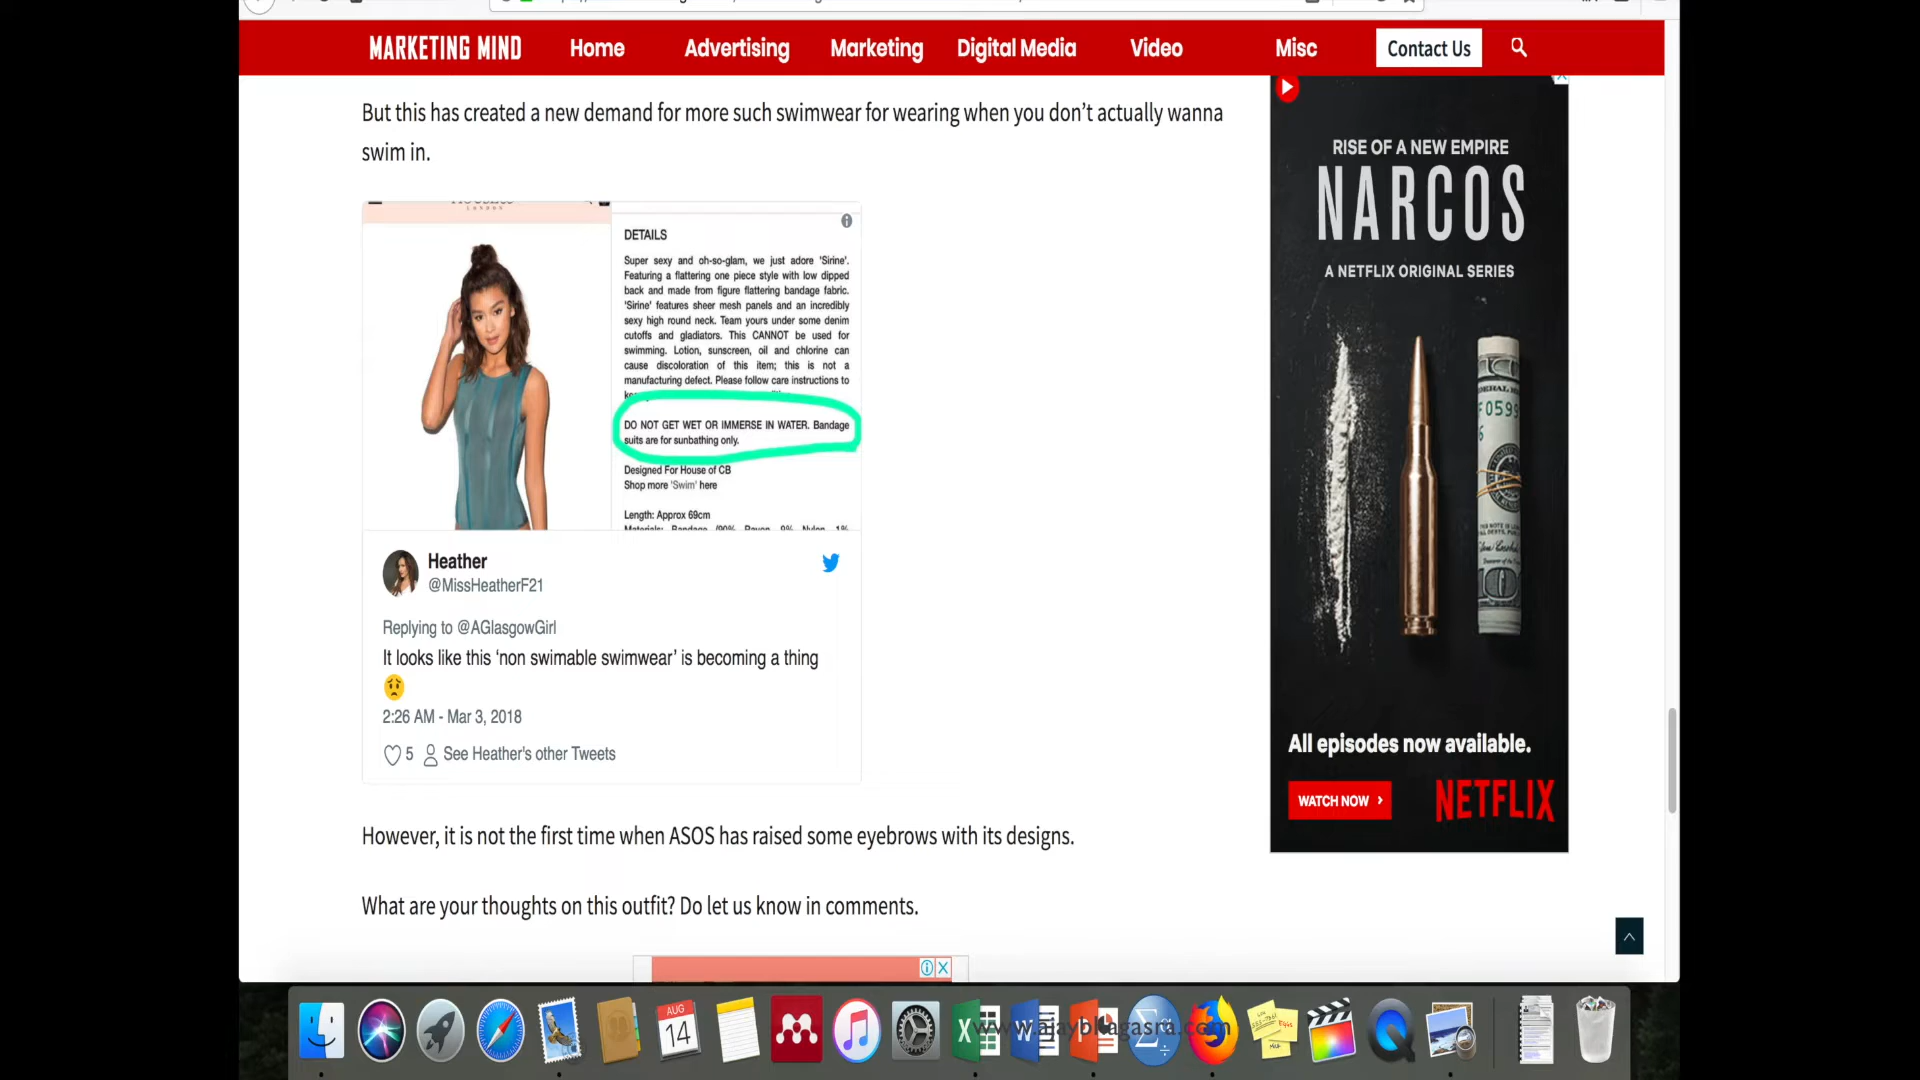 MARKETING MIND Home Advertising Marketing Digital Media Video Misc Contact Us
But this has created a new demand for more such swimwear for wearing when you don’t actually wanna
swim in.
DETAILS
Super sexy and oh-so-glam, we just adore 'Sirine'.
Featuring a flattering one piece style with low dipped
back and made from figure flattering bandage fabric.
'Sirine' features sheer mesh panels and an incredibly
sexy high round neck. Team yours under some denim
cutoffs and gladiators. This CANNOT be used for
swimming. Lotion, sunscreen, oil and chlorine can
cause discoloration of this item; this is not a
manufacturing defect. Please follow care instructions to
DO NOT GET WET OR IMMERSE IN WATER. Bandage
suits are for sunbathing only.
Designed For House of CB
Shop more 'Swim' here
Length: Approx 69cm
Materials: Bandage (90% Rayon, 9% Nylon, 1%
Heather
@MissHeatherF21
Replying to @AGlasgowGirl
It looks like this ‘non swimable swimwear’ is becoming a thing
2:26 AM - Mar 3, 2018
5 See Heather's other Tweets
However, it is not the first time when ASOS has raised some eyebrows with its designs.
What are your thoughts on this outfit? Do let us know in comments.
RISE OF A NEW EMPIRE
NARCOS
A NETFLIX ORIGINAL SERIES
All episodes now available.
WATCH NOW
NETFLIX
AUG
14
www.ajaybkagasra.com